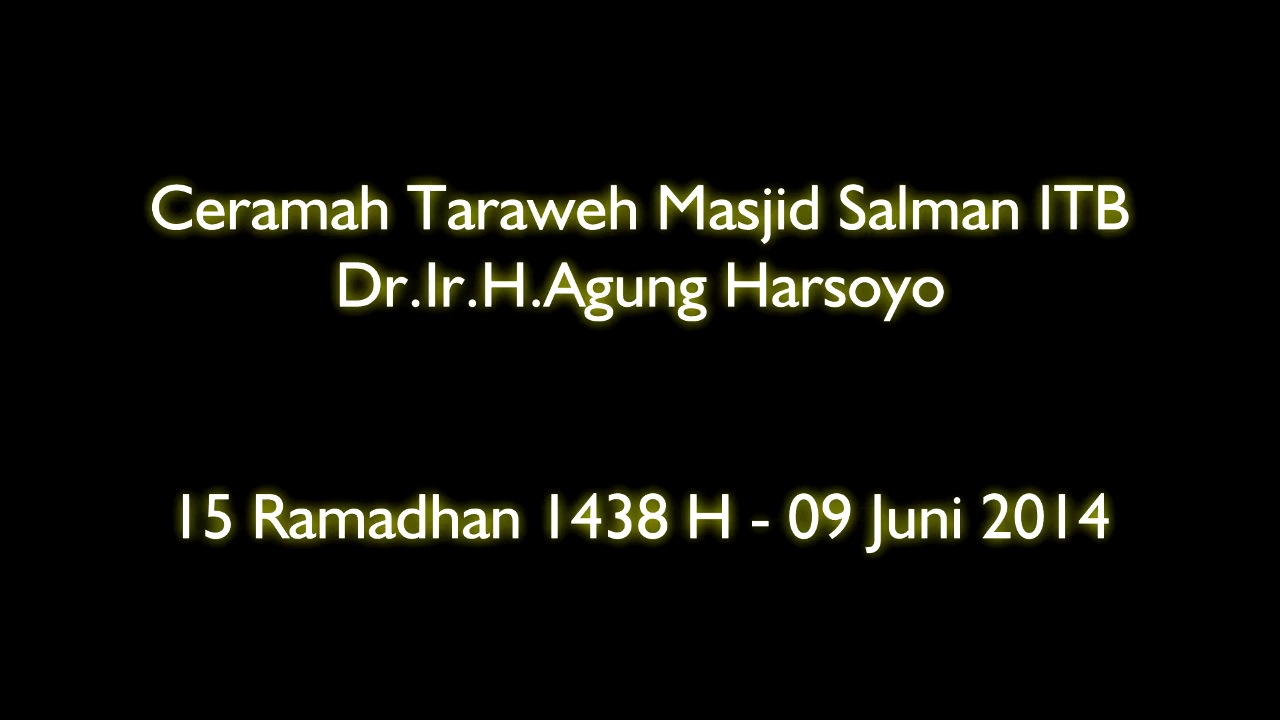 Ceramah Taraweh Masjid Salman ITB
Dr.Ir.H.Agung Harsoyo
15 Ramadhan 1438 H - 09 Juni 2014